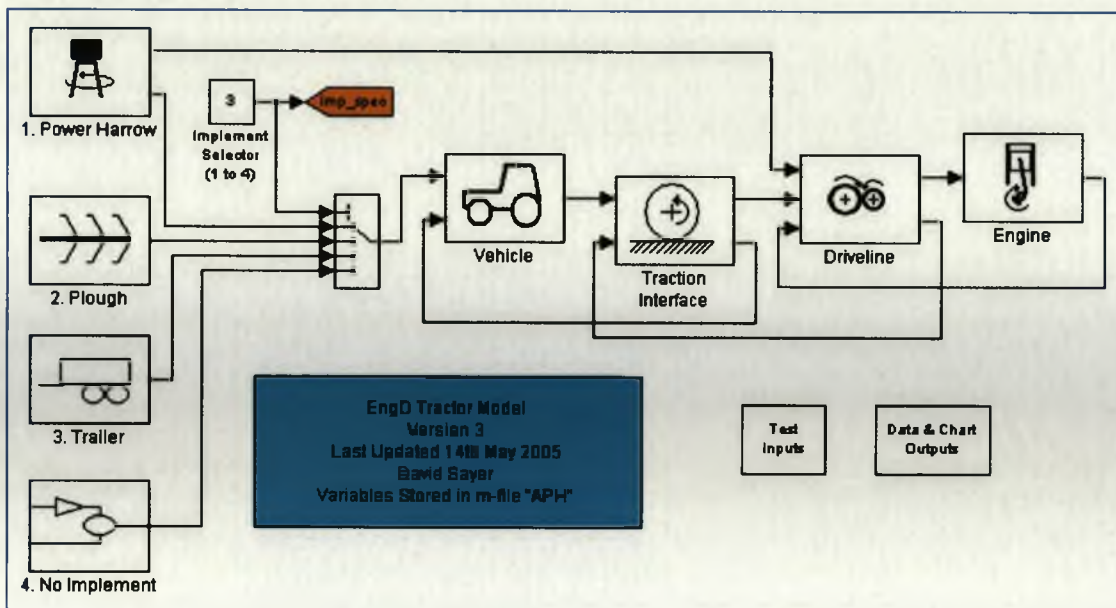 1. Power Harrow
3
imp_spec
Implement
Selector
(1 to 4)
2. Plough
Vehicle
Traction
Interface
Driveline
Engine
3. Trailer
EngD Tractor Model
Version 3
Last Updated 14th May 2005
David Sayer
Variables Stored in m-file "APH"
Test
Inputs
Data & Chart
Outputs
4. No Implement